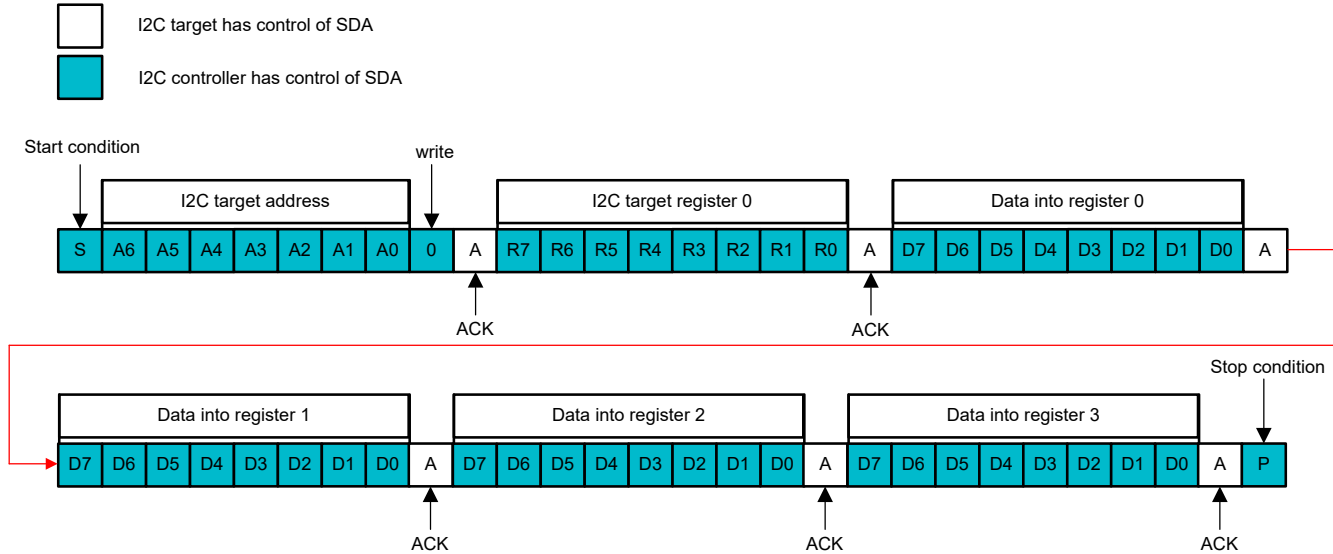 I2C target has control of SDA
I2C controller has control of SDA
Start condition
write
I2C target address
I2C target register 0
Data into register 0
S A6 A5 A4 A3 A2 A1 A0 0 A R7 R6 R5 R4 R3 R2 R1 R0 A D7 D6 D5 D4 D3 D2 D1 D0 A
ACK
ACK
Stop condition
Data into register 1
Data into register 2
Data into register 3
D7 D6 D5 D4 D3 D2 D1 D0 A D7 D6 D5 D4 D3 D2 D1 D0 A D7 D6 D5 D4 D3 D2 D1 D0 A P
ACK
ACK
ACK